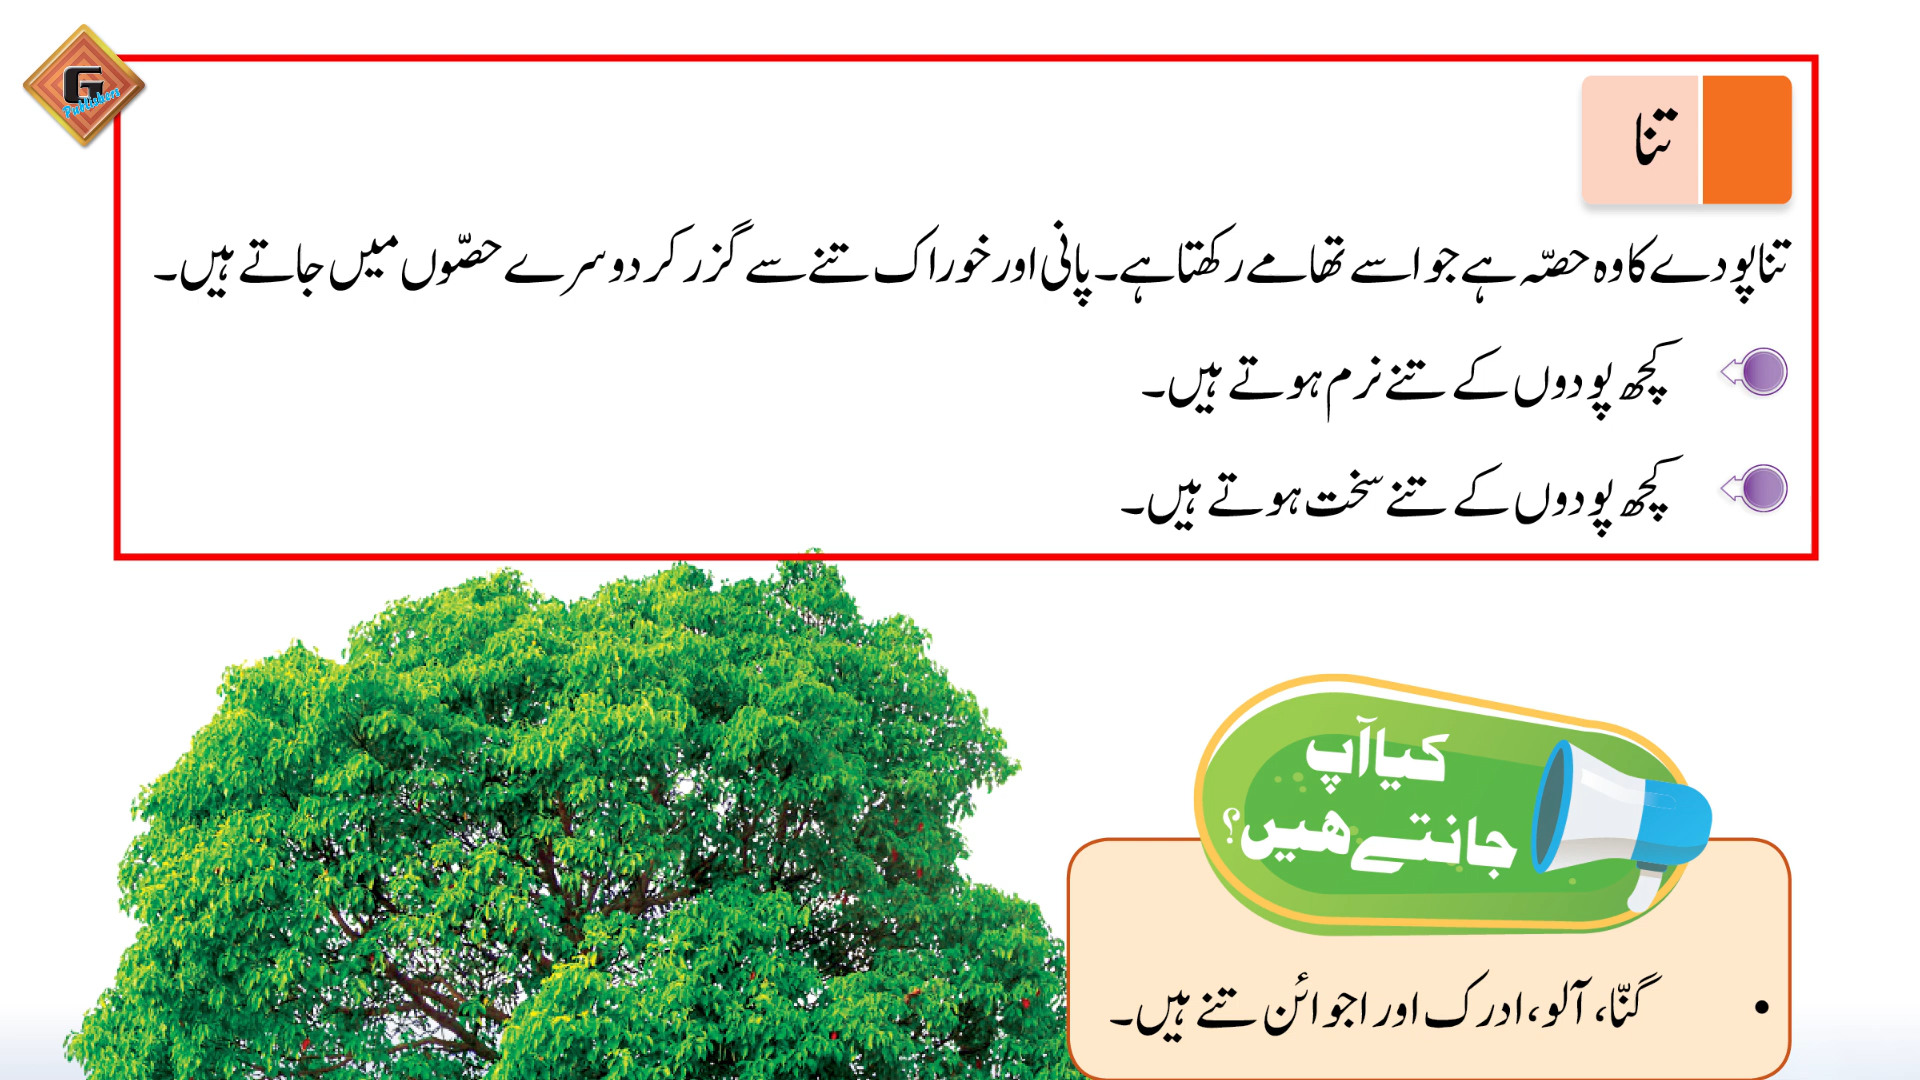 G
Publishers
تنا
تنا پودے کا وہ حصّہ ہے جو اسے تھامے رکھتا ہے۔ پانی اور خوراک تنے سے گزر کر دوسرے حصّوں میں جاتے ہیں۔
کچھ پودوں کے تنے نرم ہوتے ہیں۔
کچھ پودوں کے تنے سخت ہوتے ہیں۔
کیا آپ
جانتے ہیں؟
• گنّا، آلو، ادرک اور اجوائن تنے ہیں۔